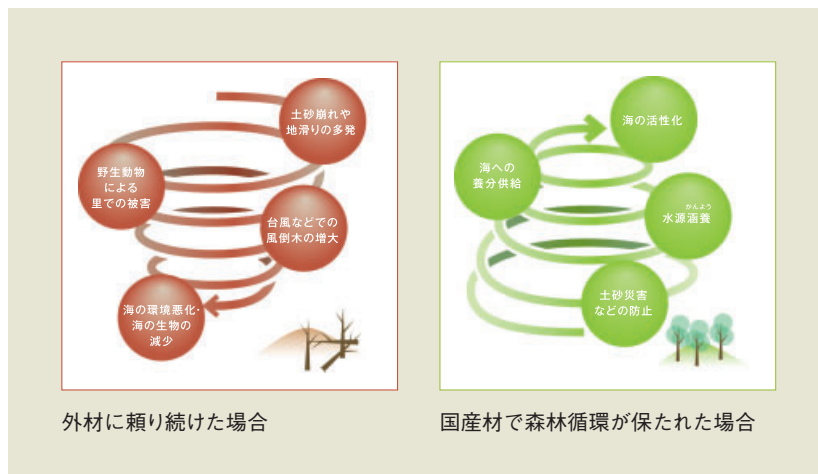 土砂崩れや
地滑りの多発
野生動物
による
里での被害
台風などでの
風倒木の増大
海の環境悪化・
海の生物の
減少
外材に頼り続けた場合
海の活性化
海への
養分供給
かんよう
水源涵養
土砂災害
などの防止
国産材で森林循環が保たれた場合